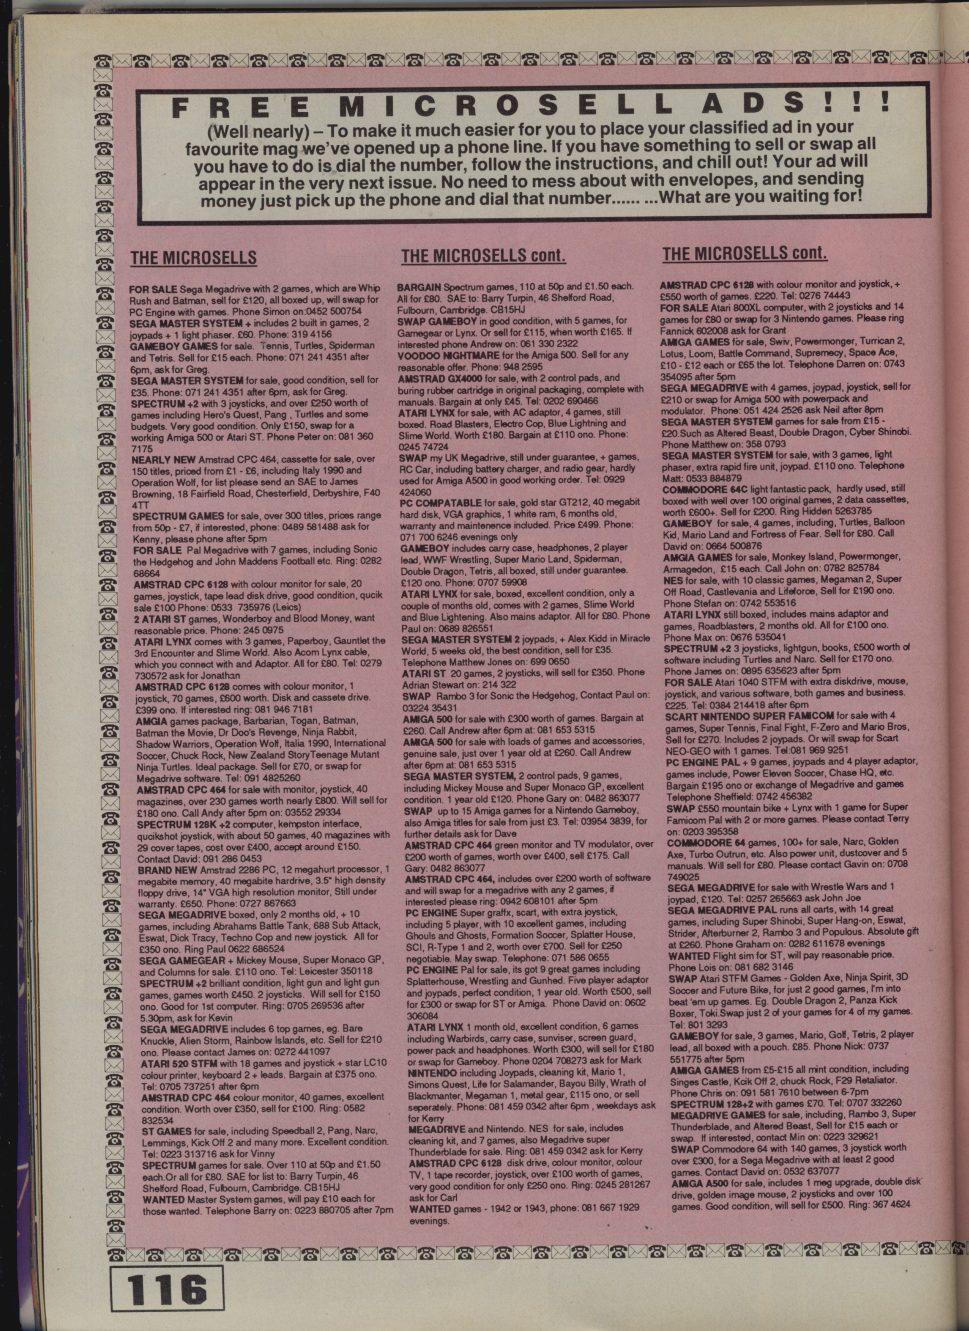 FREE MICROSELL ADS!!!
(Well nearly) – To make it much easier for you to place your classified ad in your
favourite mag we've opened up a phone line. If you have something to sell or swap all
you have to do is dial the number, follow the instructions, and chill out! Your ad will
appear in the very next issue. No need to mess about with envelopes, and sending
money just pick up the phone and dial that number...... ...What are you waiting for!
THE MICROSELLS
FOR SALE Sega Megadrive with 2 games, which are Whip
Rush and Batman, sell for £120, all boxed up, will swap for
PC Engine with games. Phone Simon on:0452 500754
SEGA MASTER SYSTEM + includes 2 built in games, 2
joypads + 1 light phaser. £60. Phone: 319 4156
GAMEBOY GAMES for sale. Tennis, Turtles, Spiderman
and Tetris. Sell for £15 each. Phone: 071 241 4351 after
6pm, ask for Greg.
SEGA MASTER SYSTEM for sale, good condition, sell for
£35. Phone: 071 241 4351 after 6pm, ask for Greg.
SPECTRUM +2 with 3 joysticks, and over £250 worth of
games including Hero's Quest, Pang , Turtles and some
budgets. Very good condition. Only £150, swap for a
working Amiga 500 or Atari ST. Phone Peter on: 081 360
7175
NEARLY NEW Amstrad CPC 464, cassette for sale, over
150 titles, priced from £1 - £6, including Italy 1990 and
Operation Wolf, for list please send an SAE to James
Browning, 18 Fairfield Road, Chesterfield, Derbyshire, F40
4TT
SPECTRUM GAMES for sale, over 300 titles, prices range
from 50p - £7, if interested, phone: 0489 581488 ask for
Kenny, please phone after 5pm
FOR SALE Pal Megadrive with 7 games, including Sonic
the Hedgehog and John Maddens Football etc. Ring: 0282
68664
AMSTRAD CPC 6128 with colour monitor for sale, 20
games, joystick, tape lead disk drive, good condition, qucik
sale £100 Phone: 0533 735976 (Leics)
2 ATARI ST games, Wonderboy and Blood Money, want
reasonable price. Phone: 245 0975
ATARI LYNX comes with 3 games, Paperboy, Gauntlet the
3rd Encounter and Slime World. Also Acom Lynx cable,
which you connect with and Adaptor. All for £80. Tel: 0279
730572 ask for Jonathan
AMSTRAD CPC 6128 comes with colour monitor, 1
joystick, 70 games, £600 worth. Disk and cassete drive.
£399 ono. If interested ring: 081 946 7181
AMGIA games package, Barbarian, Togan, Batman,
Batman the Movie, Dr Doo's Revenge, Ninja Rabbit,
Shadow Warriors, Operation Wolf, Italia 1990, International
Soccer, Chuck Rock, New Zealand StoryTeenage Mutant
Ninja Turtles. Ideal package. Sell for £70, or swap for
Megadrive software. Tel: 091 4825260
AMSTRAD CPC 464 for sale with monitor, joystick, 40
magazines, over 230 games worth nearly £800. Will sell for
£180 ono. Call Andy after 5pm on: 03552 29334
SPECTRUM 128K +2 computer, kempston interface,
qucikshot joystick, with about 50 games, 40 magazines with
29 cover tapes, cost over £400, accept around £150.
Contact David: 091 286 0453
BRAND NEW Amstrad 2286 PC, 12 megahurt processor, 1
megabite memory, 40 megabite hardrive, 3.5" high density
floppy drive, 14" VGA high resolution monitor, Still under
warranty. £650. Phone: 0727 867663
SEGA MEGADRIVE boxed, only 2 months old, + 10
games, including Abrahams Battle Tank, 688 Sub Attack,
Eswat, Dick Tracy, Techno Cop and new joystick. All for
£350 ono. Ring Paul 0622 686524
SEGA GAMEGEAR + Mickey Mouse, Super Monaco GP,
and Columns for sale. £110 ono. Tel: Leicester 350118
SPECTRUM +2 brilliant condition, light gun and light gun
games, games worth £450. 2 joysticks. Will sell for £150
ono. Good for 1st computer. Ring: 0705 269536 after
5.30pm, ask for Kevin
SEGA MEGADRIVE includes 6 top games, eg. Bare
Knuckle, Alien Storm, Rainbow Islands, etc. Sell for £210
ono. Please contact James on: 0272 441097
ATARI 520 STFM with 18 games and joystick + star LC10
colour printer, keyboard 2 + leads. Bargain at £375 ono.
Tel: 0705 737251 after 6pm
AMSTRAD CPC 464 colour monitor, 40 games, excellent
condition. Worth over £350, sell for £100. Ring: 0582
832534
ST GAMES for sale, including Speedball 2, Pang, Narc,
Lemmings, Kick Off 2 and many more. Excellent condition.
Tel: 0223 313716 ask for Vinny
SPECTRUM games for sale. Over 110 at 50p and £1.50
each.Or all for £80. SAE for list to: Barry Turpin, 46
Shelford Road, Fulbourn, Cambridge. CB15HJ
WANTED Master System games, will pay £10 each for
those wanted. Telephone Barry on: 0223 880705 after 7pm
THE MICROSELLS cont.
BARGAIN Spectrum games, 110 at 50p and £1.50 each.
All for £80. SAE to: Barry Turpin, 46 Shelford Road,
Fulbourn, Cambridge. CB15HJ
SWAP GAMEBOY in good condition, with 5 games, for
Gamegear or Lynx. Or sell for £115, when worth £165. If
interested phone Andrew on: 061 330 2322
VOODOO NIGHTMARE for the Amiga 500. Sell for any
reasonable offer. Phone: 948 2595
AMSTRAD GX4000 for sale, with 2 control pads, and
buring rubber cartridge in original packaging, complete with
manuals. Bargain at only £45. Tel: 0202 690466
ATARI LYNX for sale, with AC adaptor, 4 games, still
boxed. Road Blasters, Electro Cop, Blue Lightning and
Slime World. Worth £180. Bargain at £110 ono. Phone:
0245 74724
SWAP my UK Megadrive, still under guarantee, + games,
RC Car, including battery charger, and radio gear, hardly
used for Amiga A500 in good working order. Tel: 0929
424060
PC COMPATABLE for sale, gold star GT212, 40 megabit
hard disk, VGA graphics, 1 white ram, 6 months old,
warranty and maintenence included. Price £499. Phone:
071 700 6246 evenings only
GAMEBOY includes carry case, headphones, 2 player
lead, WWF Wrestling, Super Mario Land, Spiderman,
Double Dragon, Tetris, all boxed, still under guarantee.
£120 ono. Phone: 0707 59908
ATARI LYNX for sale, boxed, excellent condition, only a
couple of months old, comes with 2 games, Slime World
and Blue Lightening. Also mains adaptor. All for £80. Phone
Paul on: 0689 826551
SEGA MASTER SYSTEM 2 joypads, + Alex Kidd in Miracle
World, 5 weeks old, the best condition, sell for £35.
Telephone Matthew Jones on: 699 0650
ATARI ST 20 games, 2 joysticks, will sell for £350. Phone
Adrian Stewart on: 214 322
SWAP Rambo 3 for Sonic the Hedgehog, Contact Paul on:
03224 35431
AMIGA 500 for sale with £300 worth of games. Bargain at
£260. Call Andrew after 6pm at: 081 653 5315
AMIGA 500 for sale with loads of games and accessories,
genuine sale, just over 1 year old at £260. Call Andrew
after 6pm at: 081 653 5315
SEGA MASTER SYSTEM, 2 control pads, 9 games,
including Mickey Mouse and Super Monaco GP, excellent
condition. 1 year old £120. Phone Gary on: 0482 863077
SWAP up to 15 Amiga games for a Nintendo Gameboy,
also Amiga titles for sale from just £3. Tel: 03954 3839, for
further details ask for Dave
AMSTRAD CPC 464 green monitor and TV modulator, over
£200 worth of games, worth over £400, sell £175. Call
Gary: 0482 863077
AMSTRAD CPC 464, includes over £200 worth of software
and will swap for a megadrive with any 2 games, if
interested please ring: 0942 608101 after 5pm
PC ENGINE Super graffx, scart, with extra joystick,
including 5 player, with 10 excellent games, including
Ghouls and Ghosts, Formation Soccer, Splatter House,
SCI, R-Type 1 and 2, worth over £700. Sell for £250
negotiable. May swap. Telephone: 071 586 0655
PC ENGINE Pal for sale, its got 9 great games including
Splatterhouse, Wrestling and Gunhed. Five player adaptor
and joypads, perfect condition, 1 year old. Worth £500, sell
for £300 or swap for ST or Amiga. Phone David on: 0602
306084
ATARI LYNX 1 month old, excellent condition, 6 games
including Warbirds, carry case, sunviser, screen guard,
power pack and headphones. Worth £300, will sell for £180
or swap for Gameboy. Phone 0204 708273 ask for Mark
NINTENDO including Joypads, cleaning kit, Mario 1,
Simons Quest, Life for Salamander, Bayou Billy, Wrath of
Blackmanter, Megaman 1, metal gear, £115 ono, or sell
seperately. Phone: 081 459 0342 after 6pm , weekdays ask
for Kerry
MEGADRIVE and Nintendo. NES for sale, includes
cleaning kit, and 7 games, also Megadrive super
Thunderblade for sale. Ring: 081 459 0342 ask for Kerry
AMSTRAD CPC 6128 disk drive, colour monitor, colour
TV, 1 tape recorder, joystick, over £100 worth of games,
very good condition for only £250 ono. Ring: 0245 281267
ask for Carl
WANTED games - 1942 or 1943, phone: 081 667 1929
evenings.
THE MICROSELLS cont.
AMSTRAD CPC 6128 with colour monitor and joystick, +
£550 worth of games. £220. Tel: 0276 74443
FOR SALE Atari 800XL computer, with 2 joysticks and 14
games for £80 or swap for 3 Nintendo games. Please ring
Fannick 602008 ask for Grant
AMIGA GAMES for sale, Swiv, Powermonger, Turrican 2,
Lotus, Loom, Battle Command, Supremecy, Space Ace,
£10 - £12 each or £65 the lot. Telephone Darren on: 0743
354095 after 5pm
SEGA MEGADRIVE with 4 games, joypad, joystick, sell for
£210 or swap for Amiga 500 with powerpack and
modulator. Phone: 051 424 2526 ask Neil after 8pm
SEGA MASTER SYSTEM games for sale from £15 -
£20.Such as Altered Beast, Double Dragon, Cyber Shinobi.
Phone Matthew on: 358 0793
SEGA MASTER SYSTEM for sale, with 3 games, light
phaser, extra rapid fire unit, joypad. £110 ono. Telephone
Matt: 0533 884879
COMMODORE 64C light fantastic pack, hardly used, still
boxed with well over 100 original games, 2 data cassettes,
worth £600+. Sell for £200. Ring Hidden 5263785
GAMEBOY for sale, 4 games, including, Turtles, Balloon
Kid, Mario Land and Fortress of Fear. Sell for £80. Call
David on: 0664 500876
AMGIA GAMES for sale, Monkey Island, Powermonger,
Armagedon, £15 each. Call John on: 0782 825784
NES for sale, with 10 classic games, Megaman 2, Super
Off Road, Castlevania and Lifeforce, Sell for £190 ono.
Phone Stefan on: 0742 553516
ATARI LYNX still boxed, includes mains adaptor and
games, Roadblasters, 2 months old. All for £100 ono.
Phone Max on: 0676 535041
SPECTRUM +2 3 joysticks, lightgun, books, £500 worth of
software including Turtles and Narc. Sell for £170 ono.
Phone James on: 0895 635623 after 5pm
FOR SALE Atari 1040 STFM with extra diskdrive, mouse,
joystick, and various software, both games and business.
£225. Tel: 0384 214418 after 6pm
SCART NINTENDO SUPER FAMICOM for sale with 4
games, Super Tennis, Final Fight, F-Zero and Mario Bros,
Sell for £270. Includes 2 joypads. Or will swap for Scart
NEO-GEO with 1 games. Tel:081 969 9251
PC ENGINE PAL + 9 games, joypads and 4 player adaptor,
games include, Power Eleven Soccer, Chase HQ, etc.
Bargain £195 ono or exchange of Megadrive and games
Telephone Sheffield: 0742 456382
SWAP £550 mountain bike + Lynx with 1 game for Super
Famicom Pal with 2 or more games. Please contact Terry
on: 0203 395358
COMMODORE 64 games, 100+ for sale, Narc, Golden
Axe, Turbo Outrun, etc. Also power unit, dustcover and 5
manuals. Will sell for £80. Please contact Gavin on: 0708
749025
SEGA MEGADRIVE for sale with Wrestle Wars and 1
joypad, £120. Tel: 0257 265663 ask John Joe
SEGA MEGADRIVE PAL runs all carts, with 14 great
games, including Super Shinobi, Super Hang-on, Eswat,
Strider, Afterburner 2, Rambo 3 and Populous. Absolute gift
at £260. Phone Graham on: 0282 611678 evenings
WANTED Flight sim for ST, will pay reasonable price.
Phone Lois on: 081 682 3146
SWAP Atari STFM Games - Golden Axe, Ninja Spirit, 3D
Soccer and Future Bike, for just 2 good games, I'm into
beat 'em up games. Eg. Double Dragon 2, Panza Kick
Boxer, Toki.Swap just 2 of your games for 4 of my games.
Tel: 801 3293
GAMEBOY for sale, 3 games, Mario, Golf, Tetris, 2 player
lead, all boxed with a pouch. £85. Phone Nick: 0737
551775 after 5pm
AMIGA GAMES from £5-£15 all mint condition, including
Singes Castle, Kcik Off 2, chuck Rock, F29 Retaliator.
Phone Chris on: 091 581 7610 between 6-7pm
SPECTRUM 128+2 with games £70. Tel: 0707 332260
MEGADRIVE GAMES for sale, including, Rambo 3, Super
Thunderblade, and Altered Beast, Sell for £15 each or
swap. If interested, contact Min on: 0223 329621
SWAP Commodore 64 with 140 games, 3 joystick worth
over £300, for a Sega Megadrive with at least 2 good
games. Contact David on: 0532 637077
AMIGA A500 for sale, includes 1 meg upgrade, double disk
drive, golden image mouse, 2 joysticks and over 100
games. Good condition, will sell for £500. Ring: 367 4624
116